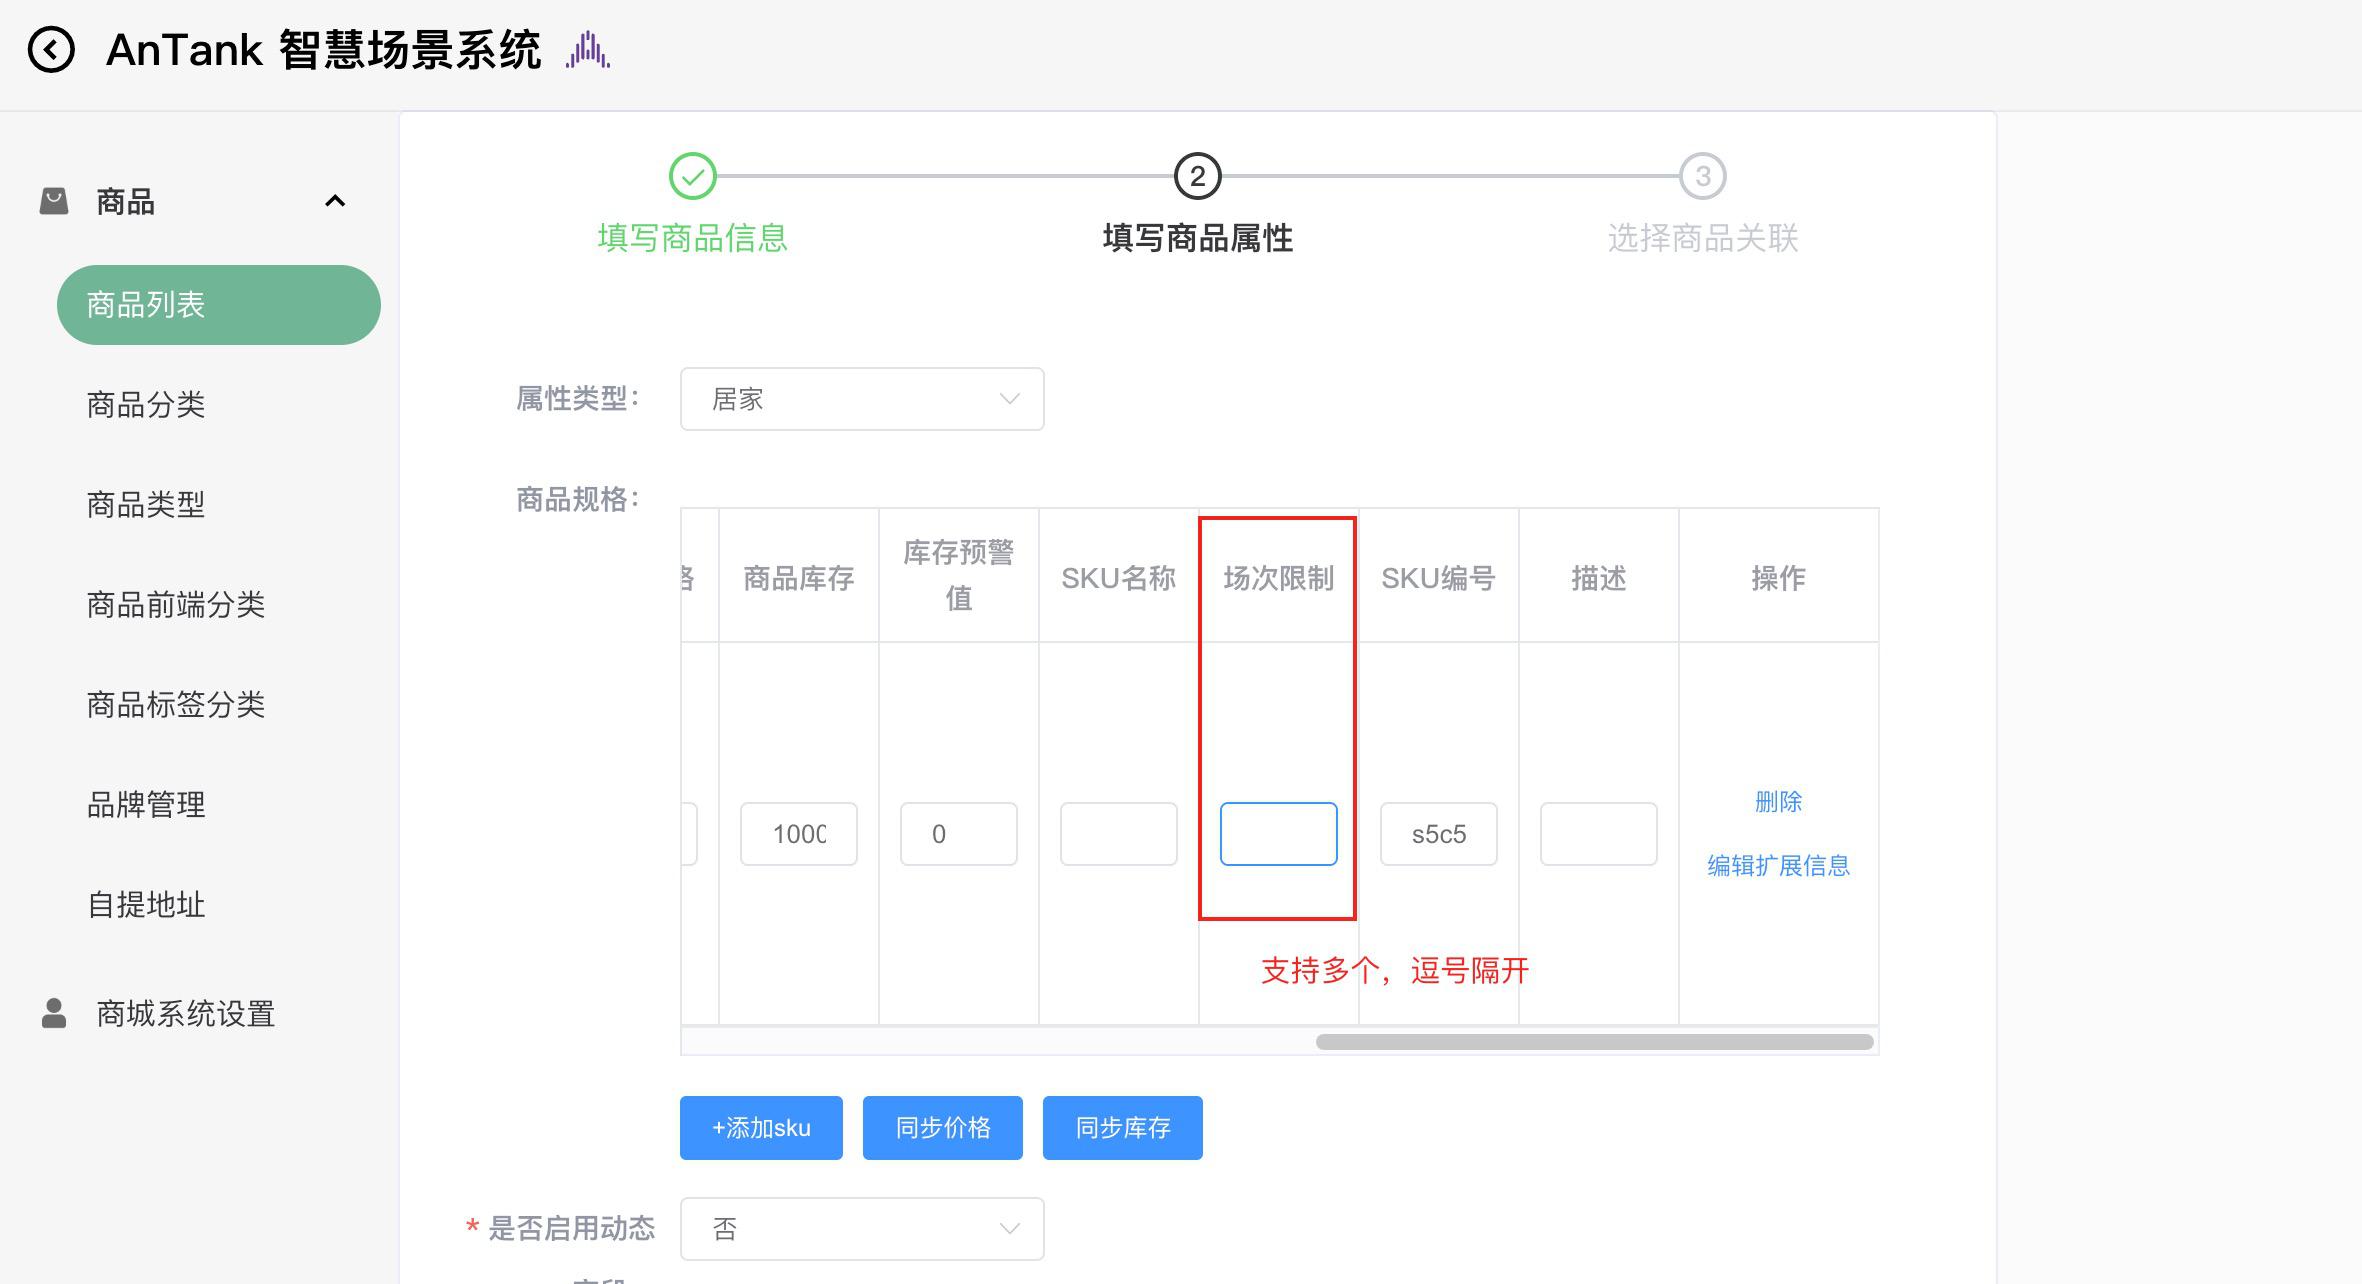 AnTank 智慧场景系统
商品
商品列表
商品分类
商品类型
商品前端分类
商品标签分类
品牌管理
自提地址
商城系统设置
2
3
填写商品信息
填写商品属性
选择商品关联
属性类型：
居家
商品规格：
商品库存
库存预警值
SKU名称
场次限制
SKU编号
描述
操作
1000
0
s5c5
删除
编辑扩展信息
支持多个，逗号隔开
+添加sku
同步价格
同步库存
* 是否启用动态
否